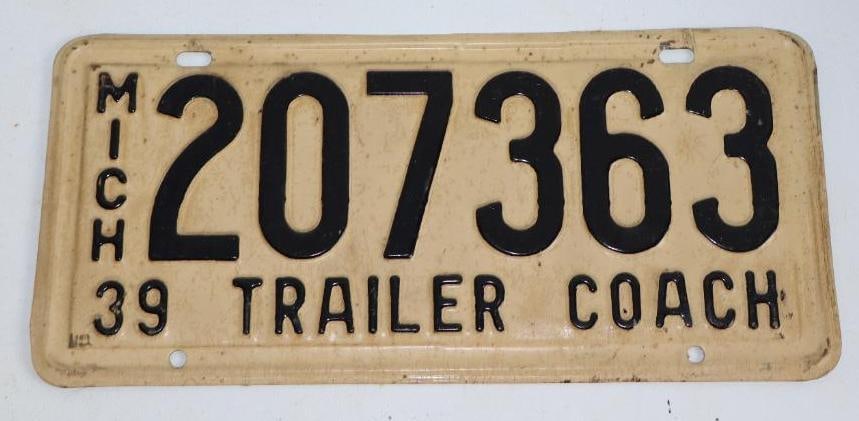 MICH
207363
39 TRAILER COACH